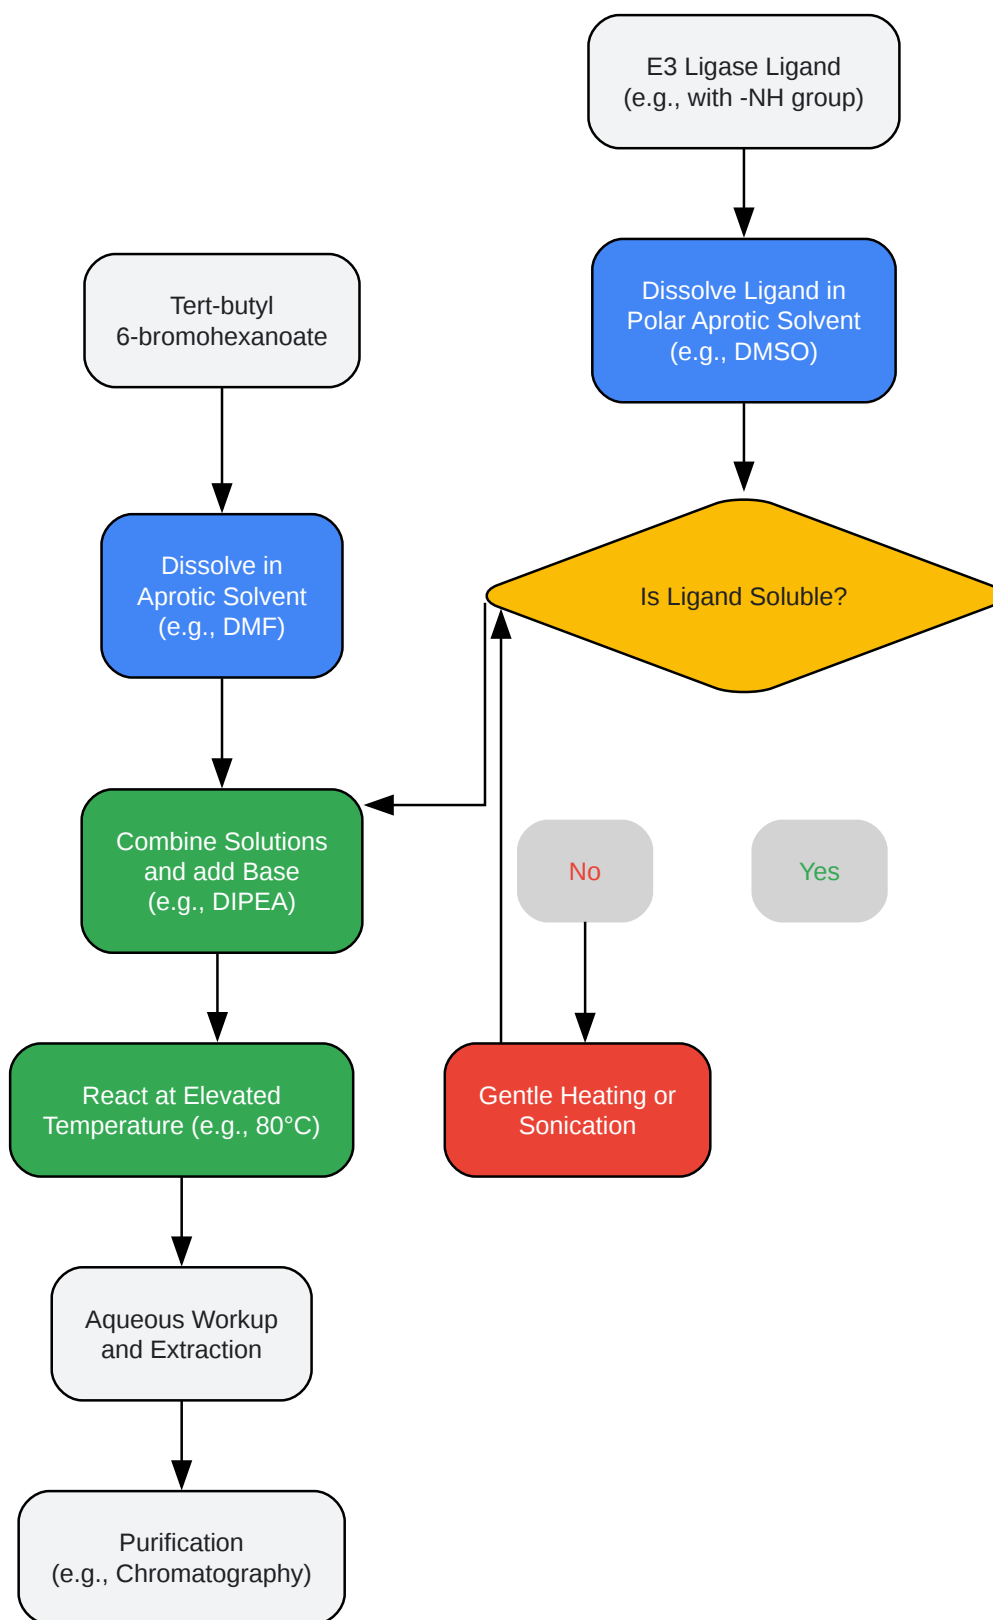 E3 Ligase Ligand
(e.g., with -NH group)
Dissolve Ligand in
Polar Aprotic Solvent
(e.g., DMSO)
Tert-butyl
6-bromohexanoate
Dissolve in
Aprotic Solvent
(e.g., DMF)
Is Ligand Soluble?
Combine Solutions
and add Base
(e.g., DIPEA)
No
Yes
React at Elevated
Temperature (e.g., 80°C)
Gentle Heating or
Sonication
Aqueous Workup
and Extraction
Purification
(e.g., Chromatography)